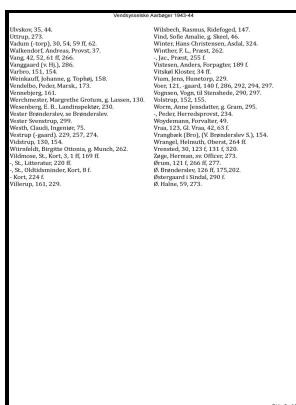 Vendsysselske Aarbøger 1943-44
Ulvskov, 35, 44.
Uttrup, 273.
Vadum (-torp), 30, 54, 59 ff, 62.
Valkendorf, Andreas, Provst, 37.
Vang, 42, 52, 61 ff, 266.
Vanggaard (v. Hj.), 286.
Varbro, 151, 154.
Weinkauff, Johanne, g. Tophøj, 158.
Vendelbo, Peder, Marsk., 173.
Vennebjerg, 161.
Werchmester, Margrethe Grotum, g. Lassen, 130.
Wesenberg, E. B., Landinspektør, 230.
Vester Brønderslev, se Brønderslev.
Vester Svenstrup, 299.
Westh, Claudi, Ingeniør, 75.
Vestrup (-gaard), 229, 257, 274.
Vidstrup, 130, 154.
Würnfeldt, Birgitte Ottonia, g. Munch, 262.
Vildmose, St., Kort, 3, 1 ff, 169 ff.
-, St., Litteratur, 220 ff.
-, St., Oldtidsminder, Kort, 8 f.
- Kort, 224 f.
Villerup, 161, 229.
Wilsbech, Rasmus, Ridefoged, 147.
Vind, Sofie Amalie, g. Skeel, 46.
Winter, Hans Christensen, Asdal, 324.
Winther, F. L., Præst, 262.
-, Jac., Præst, 255 f.
Vistesen, Anders, Forpagter, 189 f.
Vitskøl Kloster, 34 ff.
Vium, Jens, Hunetorp, 229.
Voer, 121, -gaard, 140 f, 286, 292, 294, 297.
Vognsen, Vogn, til Stenshede, 290, 297.
Volstrup, 152, 155.
Worm, Anne Jensdatter, g. Gram, 295.
-, Peder, Herredsprovst, 234.
Woydemann, Forvalter, 49.
Vraa, 123, Gl. Vraa, 42, 63 f.
Vrangbæk (Bro), (V. Brønderslev S.), 154.
Wrangel, Helmuth, Oberst, 264 ff.
Vrensted, 30, 123 f, 131 f, 320.
Zøge, Herman, sv. Officer, 273.
Ørum, 121 f, 266 ff, 277.
Ø. Brønderslev, 126 ff, 175,202.
Østergaard i Sindal, 290 f.
Ø. Halne, 59, 273.